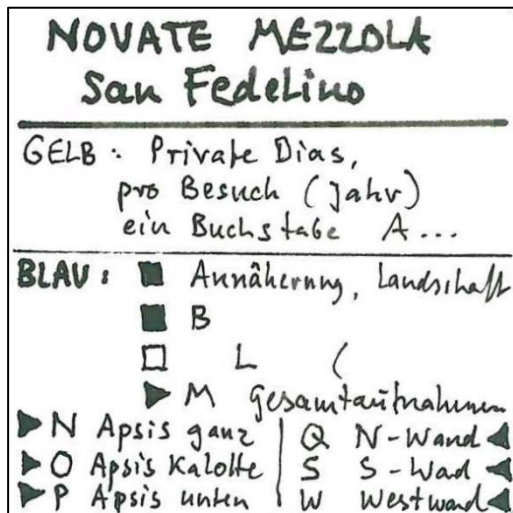 NOVATE MEZZOLA
San Fedelino
GELB: Private Dias,
pro Besuch (Jahr)
ein Buchstabe A...
BLAU: ■ Annäherung, Landschaft
■ B
□ L (
▶ M Gesamtaufnahmen
▶ N Apsis ganz | Q N-Wand ◀
▶ O Apsis Kalotte | S S-Wad ◀
▶ P Apsis unten | W Westwand ◀